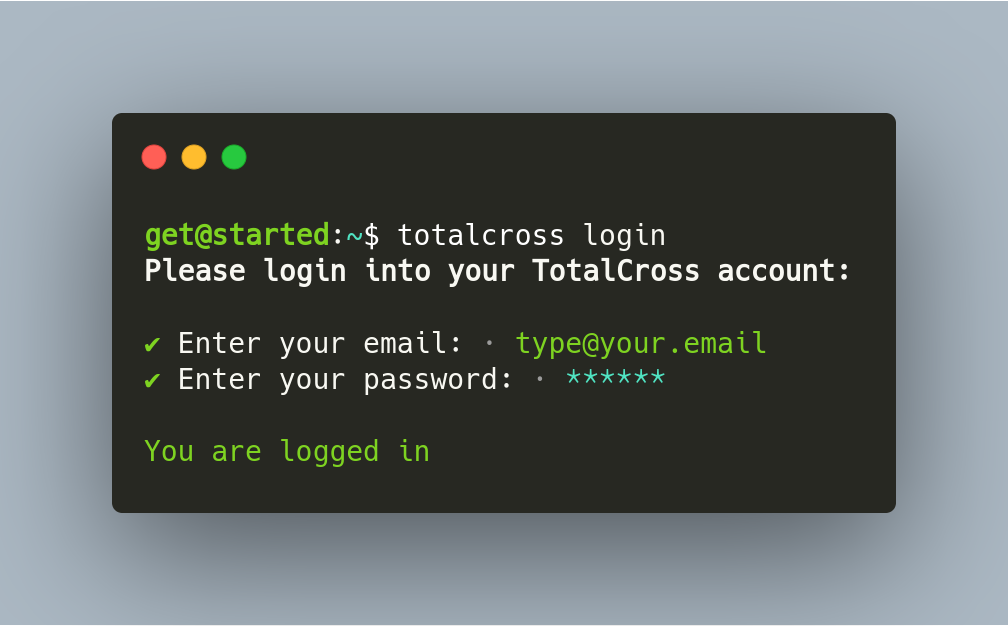 get@started:~$ totalcross login
Please login into your TotalCross account:
✔ Enter your email: · type@your.email
✔ Enter your password: · ******
You are logged in